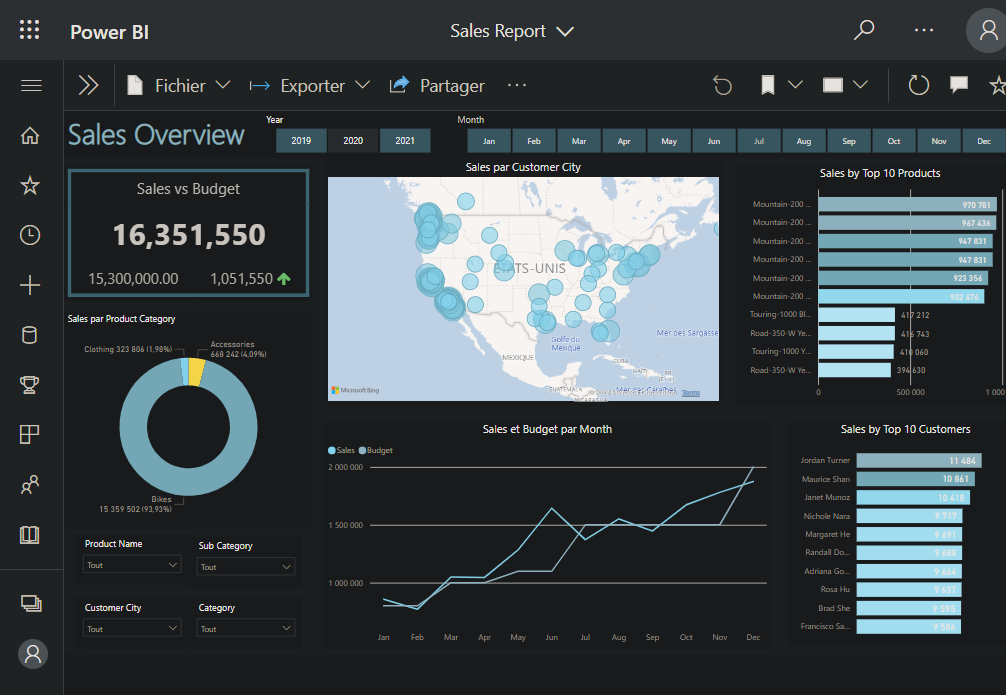 Power BI
Sales Report
Fichier
Exporter
Partager
Sales Overview
Year
2019
2020
2021
Month
Jan
Feb
Mar
Apr
May
Jun
Jul
Aug
Sep
Oct
Nov
Dec
Sales vs Budget
16,351,550
15,300,000.00
1,051,550
Sales par Customer City
ÉTATS-UNIS
Golfe du
Mexique
MEXIQUE
Mer des Sargasses
CUBA
HAÏTI
GUATEMALA
NICARAGUA
Mer des Caraïbes
Microsoft Bing
Terms
Sales by Top 10 Products
Mountain-200 ...
970 781
Mountain-200 ...
967 436
Mountain-200 ...
947 831
Mountain-200 ...
947 831
Mountain-200 ...
923 356
Mountain-200 ...
902 476
Touring-1000 Bl...
417 212
Road-350-W Ye...
416 743
Touring-1000 Y...
410 060
Road-350-W Ye...
394 630
0
500 000
1 000
Sales par Product Category
Clothing 323 806 (1,98%)
Accessories
668 242 (4,09%)
Bikes
15 359 502 (93,93%)
Sales et Budget par Month
Sales
Budget
2 000 000
1 500 000
1 000 000
Jan
Feb
Mar
Apr
May
Jun
Jul
Aug
Sep
Oct
Nov
Dec
Sales by Top 10 Customers
Jordan Turner
11 484
Maurice Shan
10 861
Janet Munoz
10 418
Nichole Nara
9 717
Margaret He
9 691
Randall Do...
9 688
Adriana Go...
9 464
Rosa Hu
9 637
Brad She
9 595
Francisco Sa...
9 586
Product Name
Tout
Sub Category
Tout
Customer City
Tout
Category
Tout